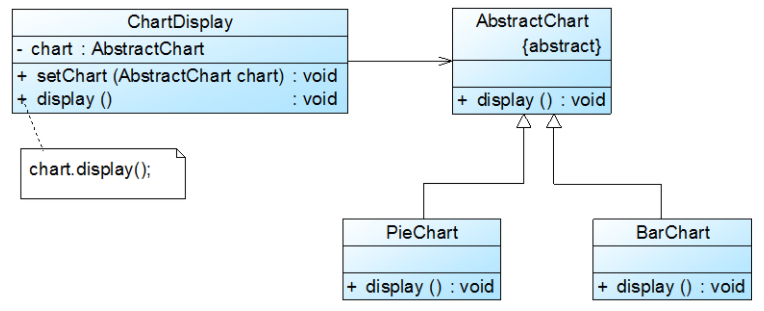 ChartDisplay
- chart : AbstractChart
+ setChart (AbstractChart chart) : void
+ display () : void
chart.display();
AbstractChart
{abstract}
+ display () : void
PieChart
+ display () : void
BarChart
+ display () : void